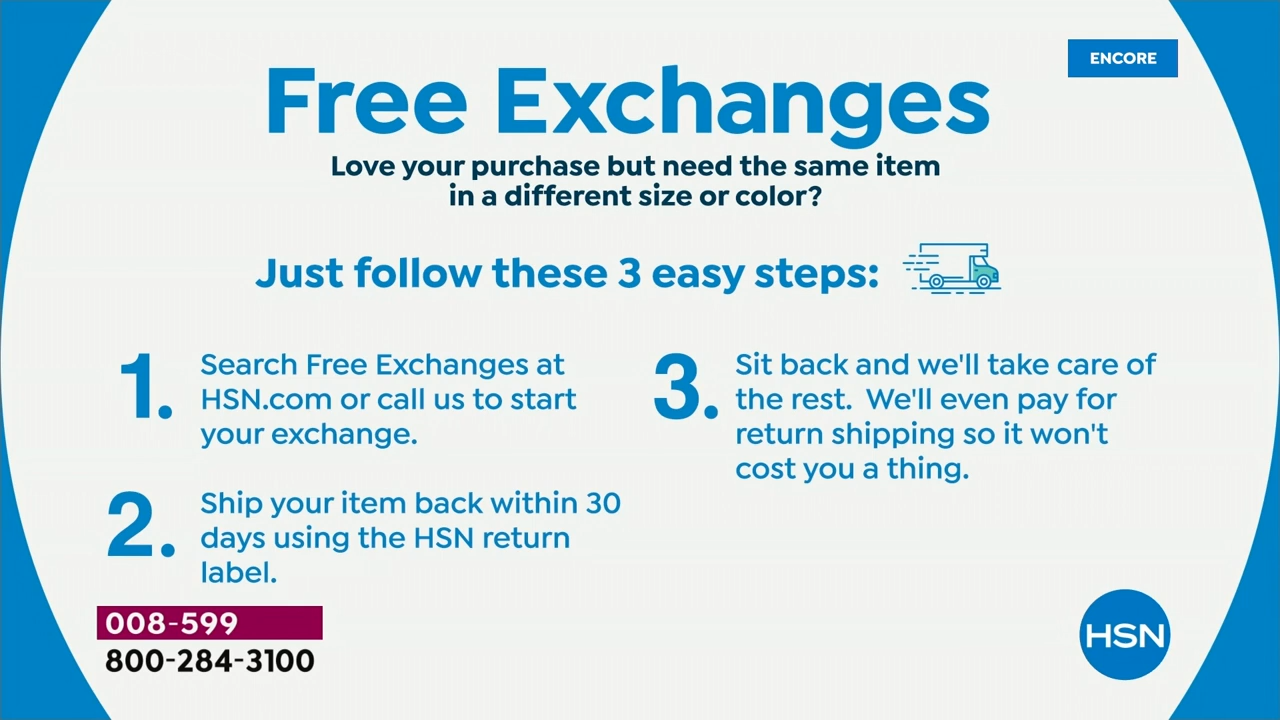 ENCORE
Free Exchanges
Love your purchase but need the same item
in a different size or color?
Just follow these 3 easy steps:
1. Search Free Exchanges at
HSN.com or call us to start
your exchange.
2. Ship your item back within 30
days using the HSN return
label.
3. Sit back and we'll take care of
the rest. We'll even pay for
return shipping so it won't
cost you a thing.
008-599
800-284-3100
HSN